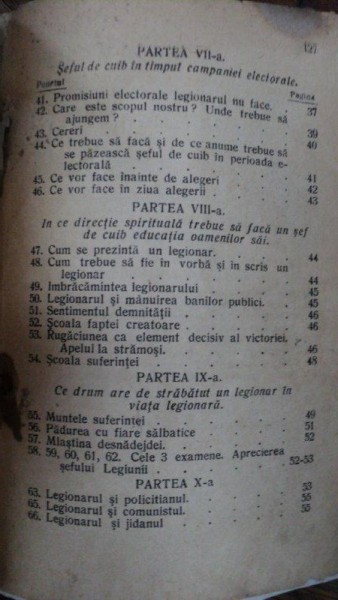 127
PARTEA VII-a.
Şeful de cuib în timpul campaniei electorale.
Punctul Pagina
41. Promisiuni electorale legionarul nu face. 37
42. Care este scopul nostru ? Unde trebue să
ajungem ? . . . . . . .
43. Cereri . . . . . . . 39
44. Ce trebue să facă şi de ce anume trebue să 40
se păzească şeful de cuib în perioada e-
lectorală . . . . . . .
45. Ce vor face înainte de alegeri . . . 41
46. Ce vor face în ziua alegerii . . . . 42
43
PARTEA VIII-a.
In ce direcţie spirituală trebue să facă un şef
de cuib educaţia oamenilor săi.
47. Cum se prezintă un legionar. . . . 44
48. Cum trebue să fie în vorbă şi in scris un
legionar . . . . . . . 44
49. Imbrăcămintea legionarului . . . . 45
50. Legionarul şi mânuirea banilor publici. . 45
51. Sentimentul demnităţii . . . . . 46
52. Şcoala faptei creatoare . . . . . 46
53. Rugăciunea ca element decisiv al victoriei.
Apelul la strămoşi. . . . . . 46
54. Şcoala suferinţei . . . . . . 48
PARTEA IX-a.
Ce drum are de străbătut un legionar în
viaţa legionară.
55. Muntele suferinţei . . . . . 49
56. Pădurea cu fiare sălbatice . . . . 51
57. Mlaştina desnădejdei. . . . . . 52
58, 59, 60, 61, 62. Cele 3 examene. Aprecierea
şefului Legiunii . . . . . . 52-53
PARTEA X-a
63. Legionarul şi policitianul. . . . . 53
65. Legionarul şi comunistul. . . . . 55
66. Legionarul şi jidanul . . . . . 55